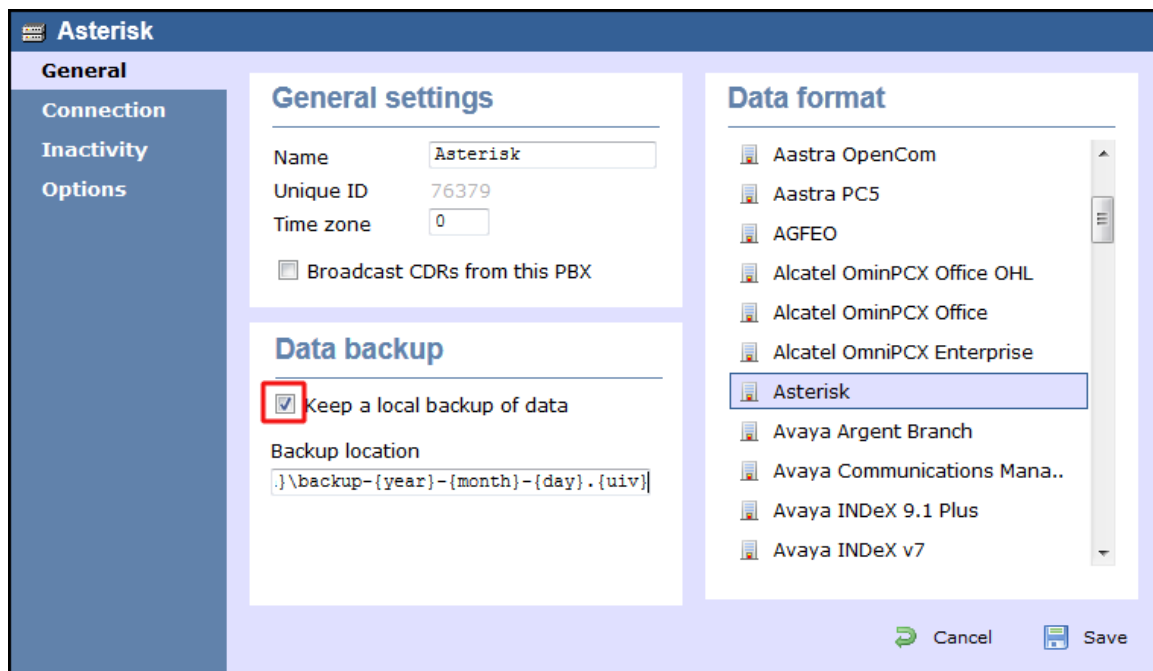 Asterisk
General
Connection
Inactivity
Options
General settings
Name Asterisk
Unique ID 76379
Time zone 0
Broadcast CDRs from this PBX
Data backup
Keep a local backup of data
Backup location
.}\backup-{year}-{month}-{day}.{uiv}
Data format
Aastra OpenCom
Aastra PC5
AGFEO
Alcatel OminPCX Office OHL
Alcatel OminPCX Office
Alcatel OmniPCX Enterprise
Asterisk
Avaya Argent Branch
Avaya Communications Mana..
Avaya INDeX 9.1 Plus
Avaya INDeX v7
Cancel Save